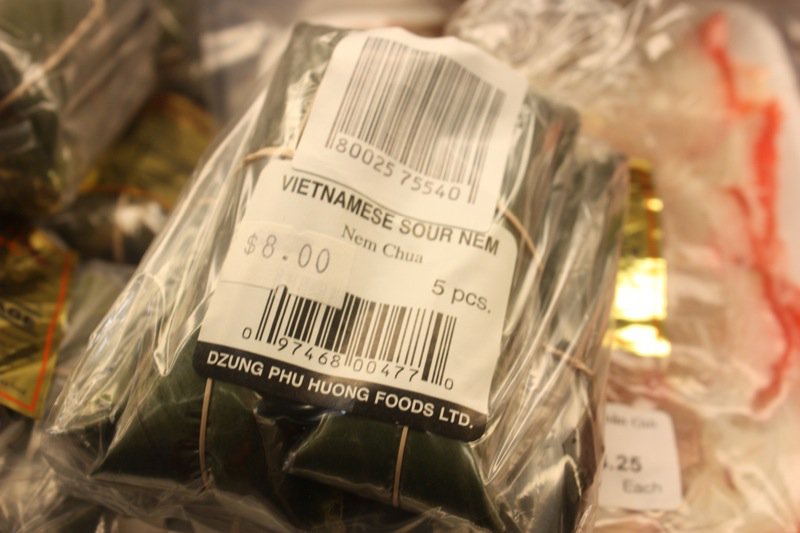 80025 75540
VIETNAMESE SOUR NEM
Nem Chua
$8.00
5 pcs.
0 97468 00477 0
DZUNG PHU HUONG FOODS LTD.
.25
Each